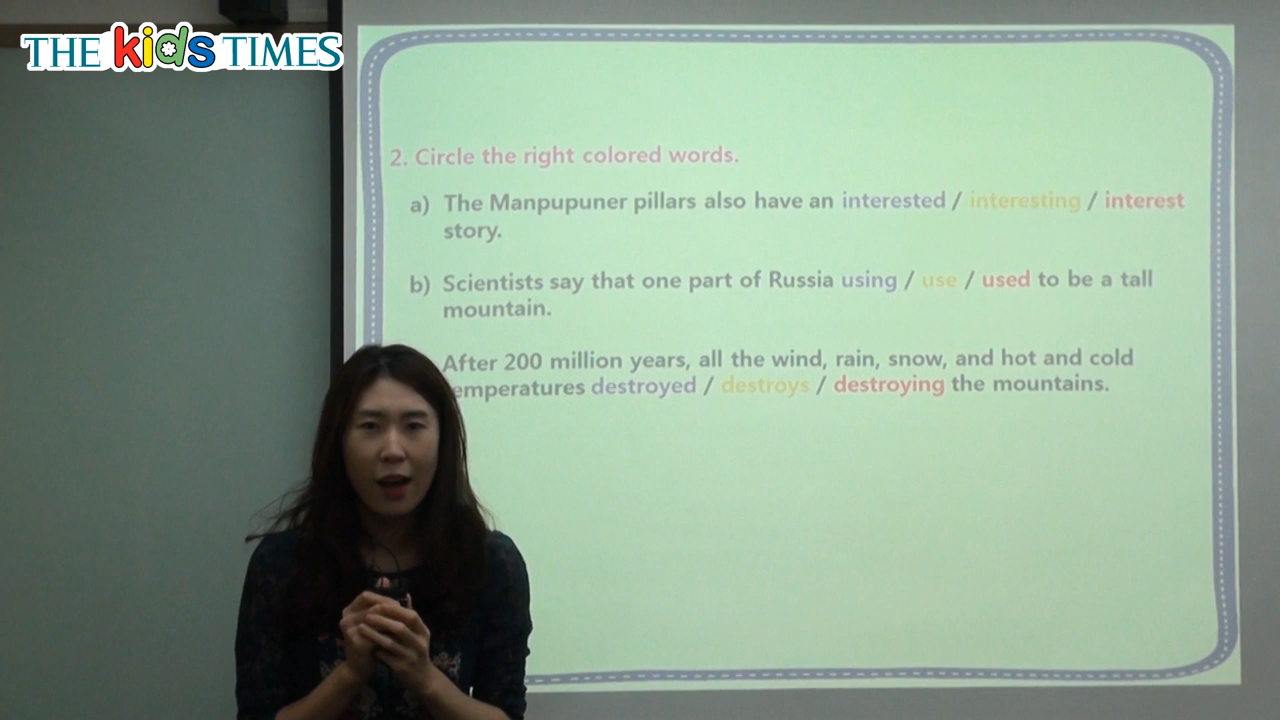 THE kids TIMES
2. Circle the right colored words.
a) The Manpupuner pillars also have an interested / interesting / interest
story.
b) Scientists say that one part of Russia using / use / used to be a tall
mountain.
After 200 million years, all the wind, rain, snow, and hot and cold
emperatures destroyed / destroys / destroying the mountains.